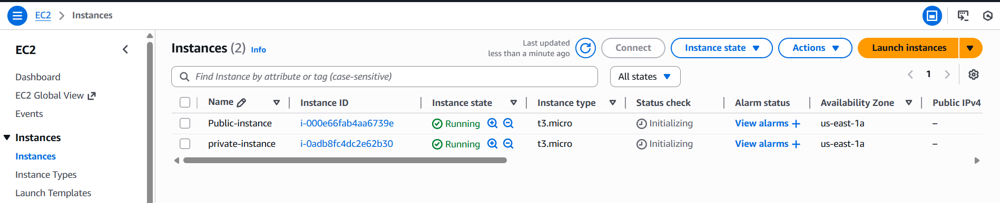 EC2 > Instances
EC2
Dashboard
EC2 Global View
Events
Instances
Instances
Instance Types
Launch Templates
Instances (2) Info
Last updated
less than a minute ago
Connect
Instance state
Actions
Launch instances
Find Instance by attribute or tag (case-sensitive)
All states
1
Name Instance ID Instance state Instance type Status check Alarm status Availability Zone Public IPv4
Public-instance i-000e66fab4aa6739e Running t3.micro Initializing View alarms + us-east-1a –
private-instance i-0adb8fc4dc2e62b30 Running t3.micro Initializing View alarms + us-east-1a –